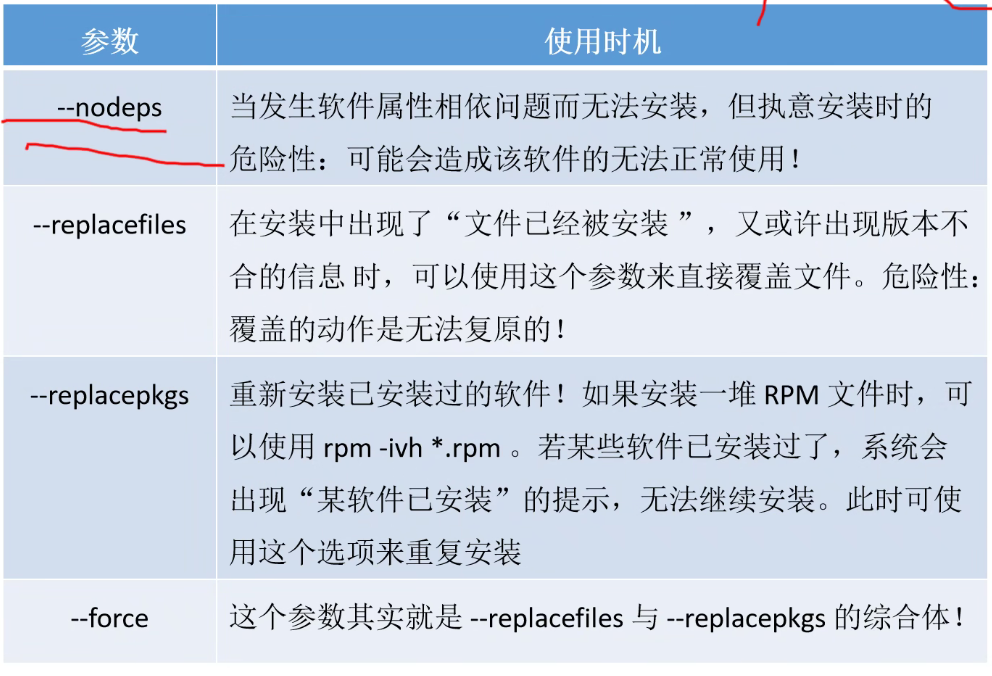 参数 使用时机
--nodeps
当发生软件属性相依问题而无法安装，但执意安装时的
危险性：可能会造成该软件的无法正常使用！
--replacefiles
在安装中出现了“文件已经被安装 ”，又或许出现版本不
合的信息 时，可以使用这个参数来直接覆盖文件。危险性：
覆盖的动作是无法复原的！
--replacepkgs
重新安装已安装过的软件！如果安装一堆 RPM 文件时，可
以使用 rpm -ivh *.rpm 。若某些软件已安装过了，系统会
出现“某软件已安装”的提示，无法继续安装。此时可使
用这个选项来重复安装
--force
这个参数其实就是 --replacefiles 与 --replacepkgs 的综合体！